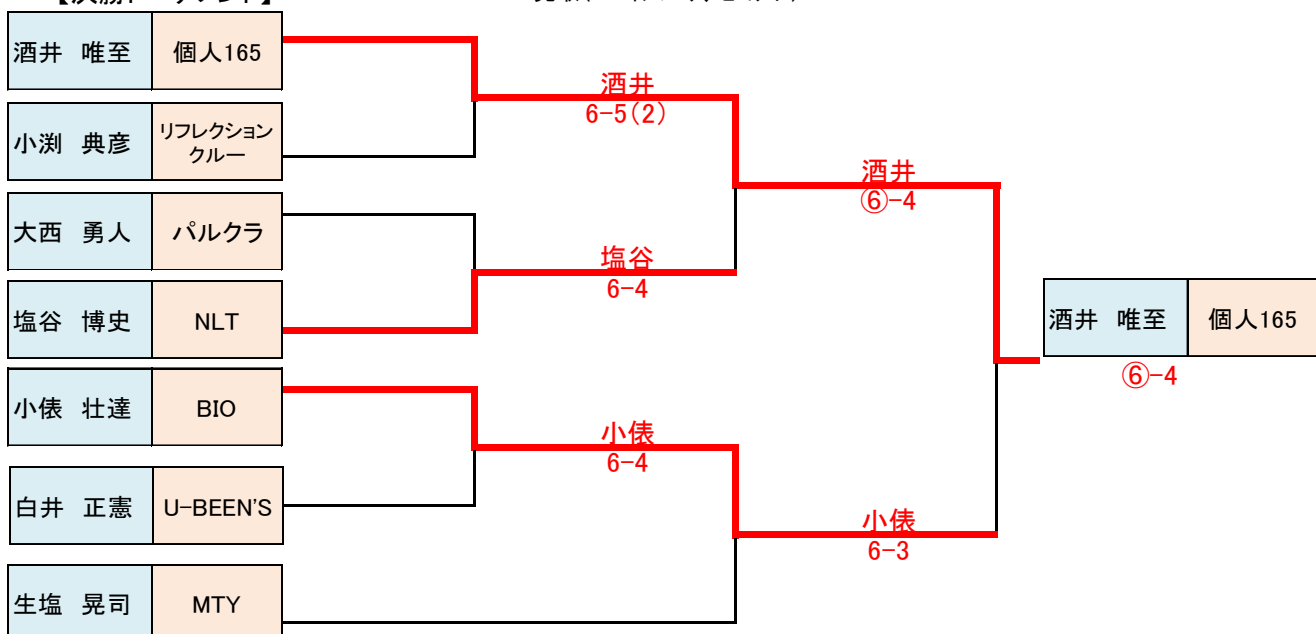 酒井 唯至 個人165
酒井
6-5(2)
小渕 典彦 リフレクション
クルー
酒井
⑥-4
大西 勇人 パルクラ
塩谷
6-4
塩谷 博史 NLT
酒井 唯至 個人165
⑥-4
小俵 壮達 BIO
小俵
6-4
白井 正憲 U-BEEN'S
小俵
6-3
生塩 晃司 MTY